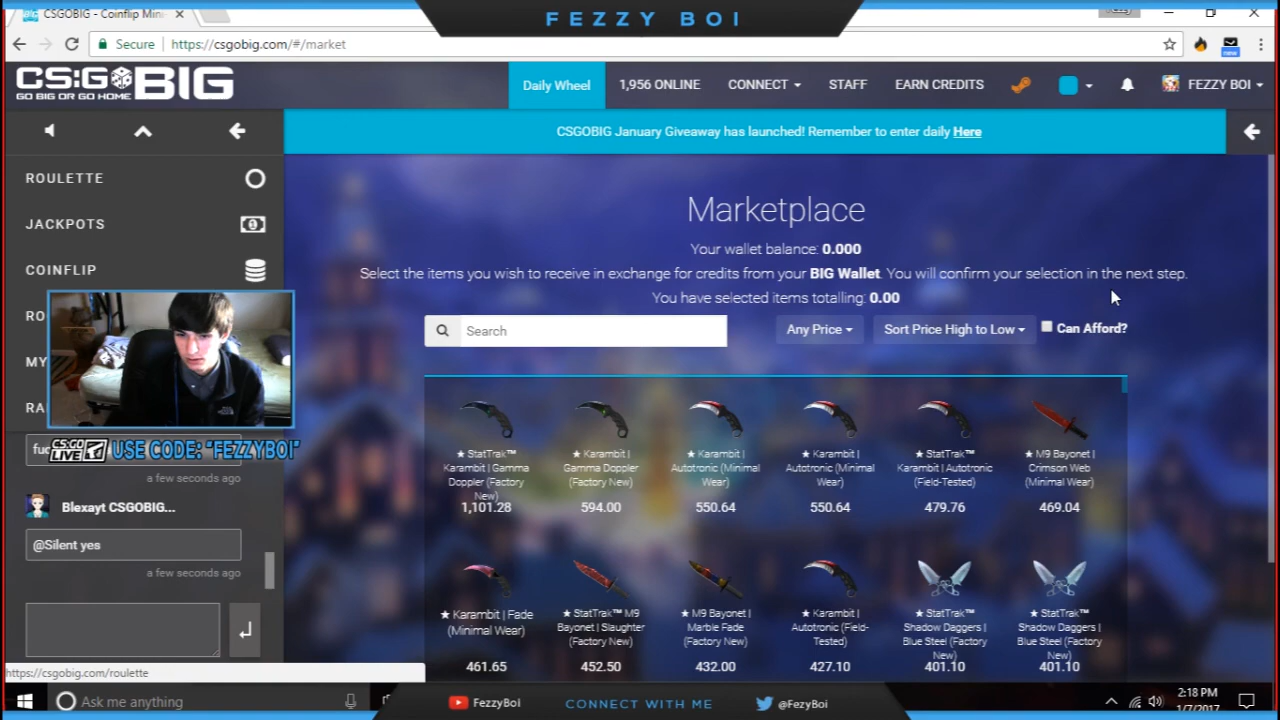 FEZZY BOI
CSGOBIG - Coinflip Min
Secure
https://csgobig.com/#/market
new
CS:GO BIG
GO BIG OR GO HOME
Daily Wheel
1,956 ONLINE
CONNECT
STAFF
EARN CREDITS
FEZZY BOI
CSGOBIG January Giveaway has launched! Remember to enter daily Here
ROULETTE
JACKPOTS
COINFLIP
RO
MY
RA
Marketplace
Your wallet balance: 0.000
Select the items you wish to receive in exchange for credits from your BIG Wallet. You will confirm your selection in the next step.
You have selected items totalling: 0.00
Search
Any Price
Sort Price High to Low
Can Afford?
★ StatTrak™ Karambit | Gamma Doppler (Factory New)
1,101.28
★ Karambit | Gamma Doppler (Factory New)
594.00
★ Karambit | Autotronic (Minimal Wear)
550.64
★ Karambit | Autotronic (Minimal Wear)
550.64
★ StatTrak™ Karambit | Autotronic (Field-Tested)
479.76
★ M9 Bayonet | Crimson Web (Minimal Wear)
469.04
★ Karambit | Fade (Minimal Wear)
461.65
★ StatTrak™ M9 Bayonet | Slaughter (Factory New)
452.50
★ M9 Bayonet | Marble Fade (Factory New)
432.00
★ Karambit | Autotronic (Field-Tested)
427.10
★ StatTrak™ Shadow Daggers | Blue Steel (Factory New)
401.10
★ StatTrak™ Shadow Daggers | Blue Steel (Factory New)
401.10
CS:GO LIVE
USE CODE: "FEZZYBOI"
a few seconds ago
Blexayt CSGOBIG...
@Silent yes
a few seconds ago
https://csgobig.com/roulette
Ask me anything
FezzyBoI
CONNECT WITH ME
@FezyBoi
2:18 PM
1/7/2017